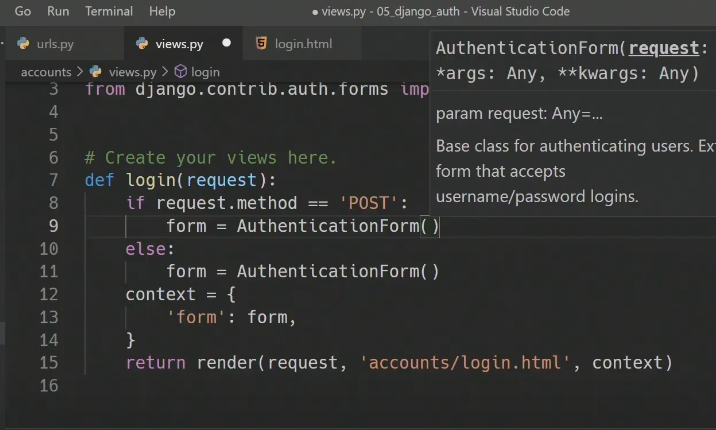 Go Run Terminal Help
● views.py - 05_django_auth - Visual Studio Code
urls.py
views.py ●
login.html
accounts > views.py > login
AuthenticationForm(request:
*args: Any, **kwargs: Any)
param request: Any=...
Base class for authenticating users. Ex
form that accepts
username/password logins.
3 from django.contrib.auth.forms imp
4
5
6 # Create your views here.
7 def login(request):
8 if request.method == 'POST':
9 form = AuthenticationForm()
10 else:
11 form = AuthenticationForm()
12 context = {
13 'form': form,
14 }
15 return render(request, 'accounts/login.html', context)
16